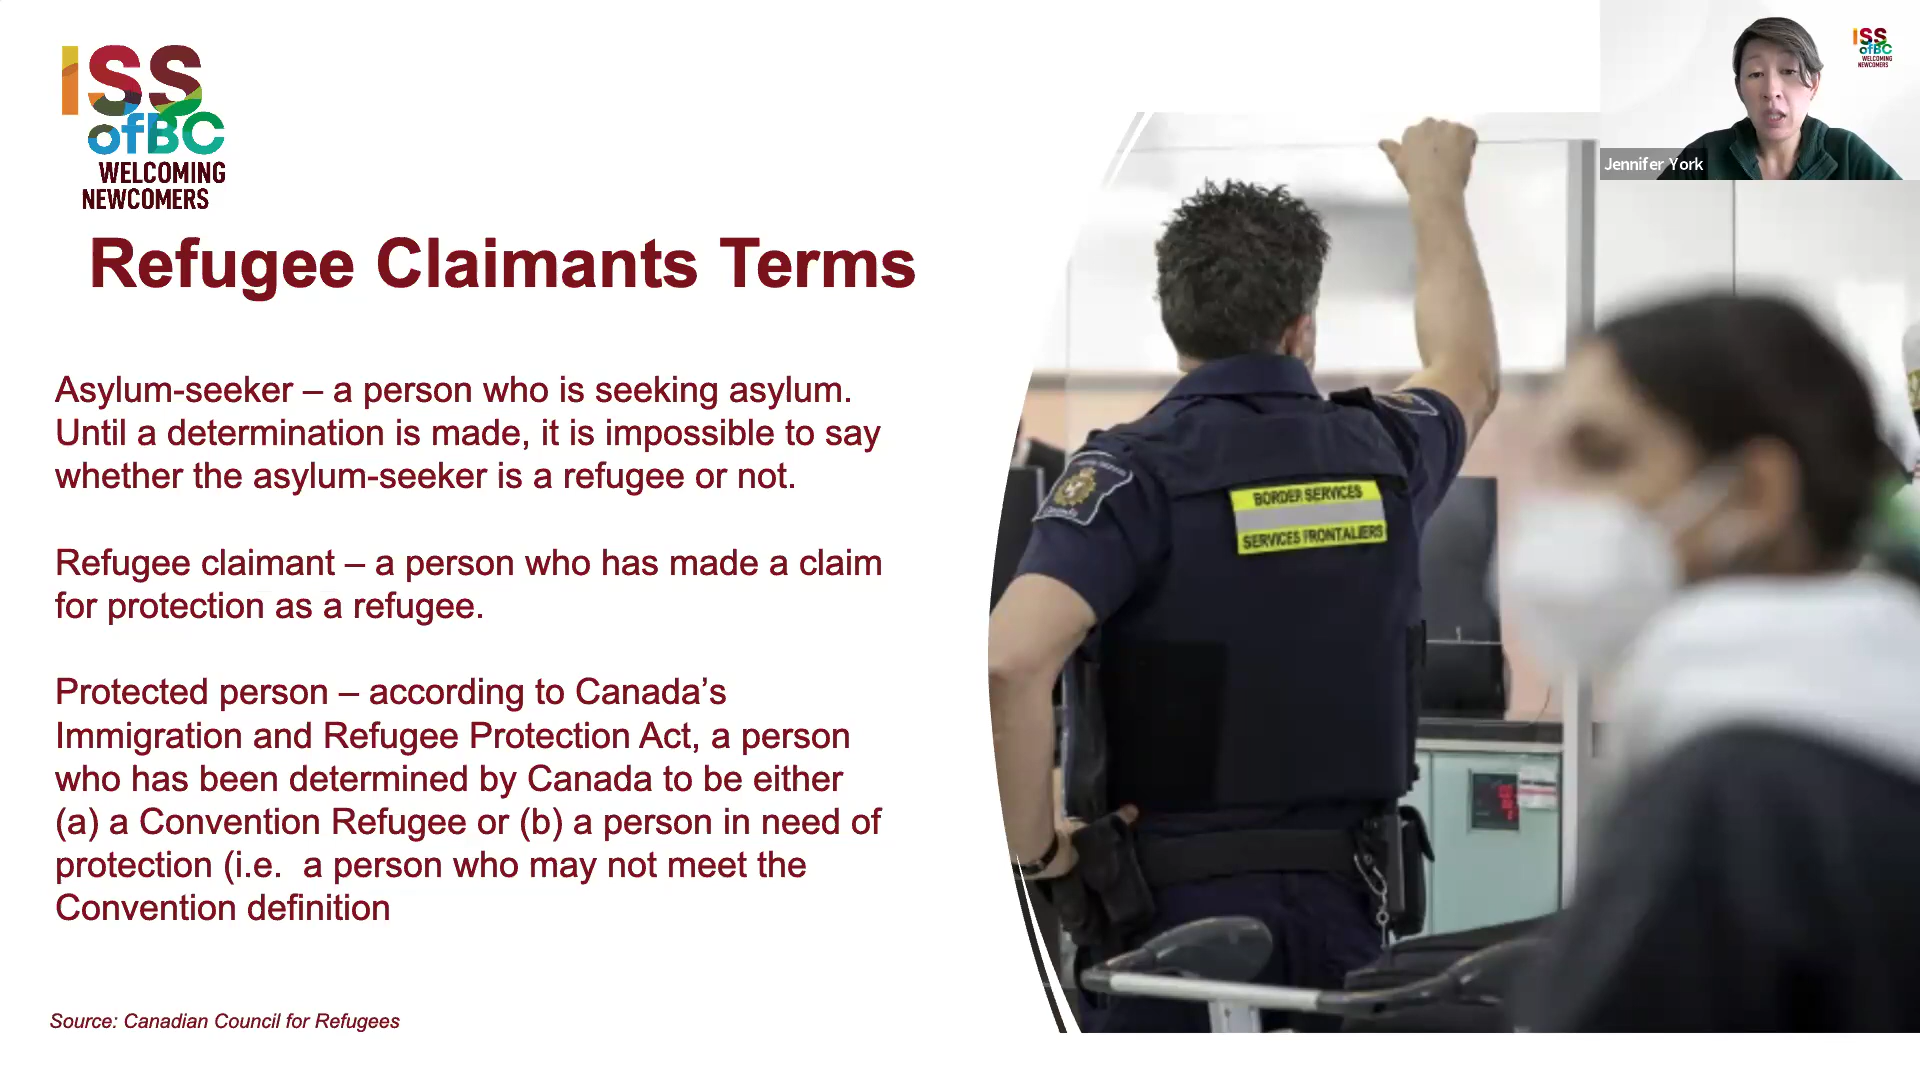 ISS
ofBC
WELCOMING
NEWCOMERS
Refugee Claimants Terms
Asylum-seeker – a person who is seeking asylum.
Until a determination is made, it is impossible to say
whether the asylum-seeker is a refugee or not.
Refugee claimant – a person who has made a claim
for protection as a refugee.
Protected person – according to Canada’s
Immigration and Refugee Protection Act, a person
who has been determined by Canada to be either
(a) a Convention Refugee or (b) a person in need of
protection (i.e.  a person who may not meet the
Convention definition
Source: Canadian Council for Refugees
BORDER SERVICES
SERVICES FRONTALIERS
Canada
Jennifer York
ISS
ofBC
WELCOMING
NEWCOMERS